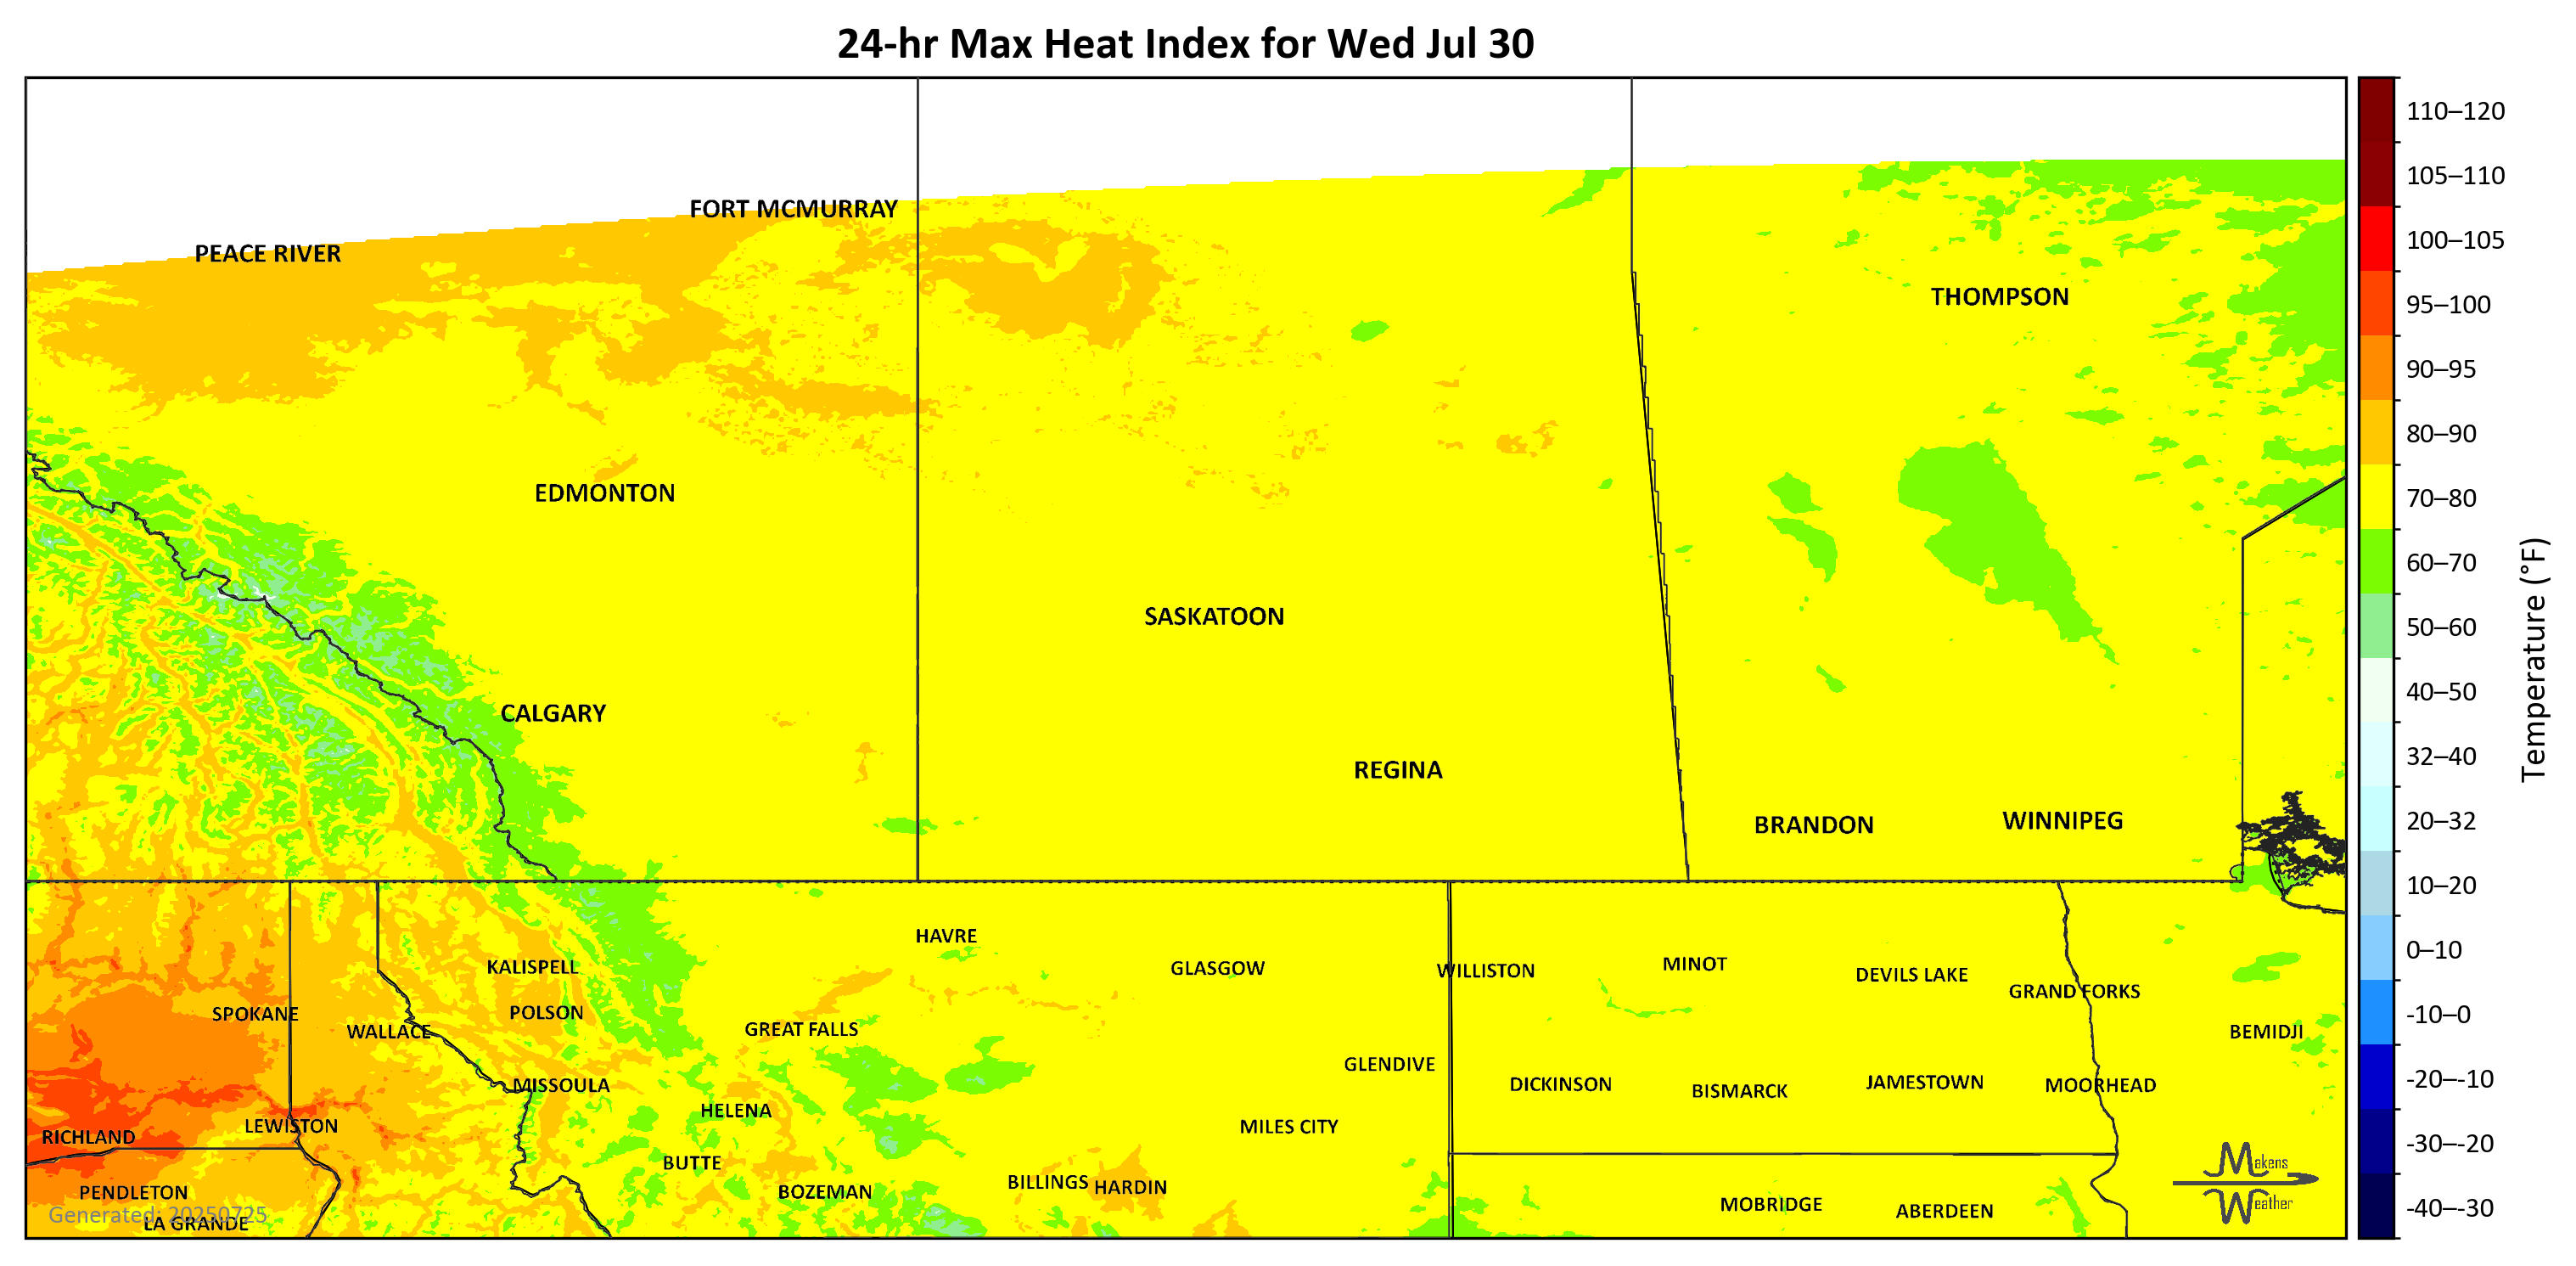 24-hr Max Heat Index for Wed Jul 30
FORT MCMURRAY
PEACE RIVER
THOMPSON
EDMONTON
SASKATOON
CALGARY
REGINA
BRANDON
WINNIPEG
HAVRE
KALISPELL
GLASGOW
WILLISTON
MINOT
DEVILS LAKE
GRAND FORKS
SPOKANE
POLSON
WALLACE
GREAT FALLS
BEMIDJI
GLENDIVE
MISSOULA
DICKINSON
BISMARCK
JAMESTOWN
MOORHEAD
HELENA
LEWISTON
MILES CITY
RICHLAND
BUTTE
BILLINGS
HARDIN
PENDLETON
BOZEMAN
MOBRIDGE
ABERDEEN
Generated: 20250725
LA GRANDE
Makens
Weather
110–120
105–110
100–105
95–100
90–95
80–90
70–80
60–70
50–60
40–50
32–40
20–32
10–20
0–10
-10–0
-20–-10
-30–-20
-40–-30
Temperature (°F)